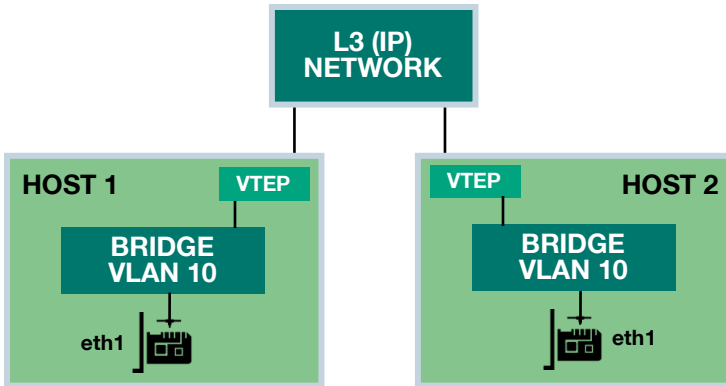 L3 (IP)
NETWORK
HOST 1
VTEP
BRIDGE
VLAN 10
eth1
VTEP
HOST 2
BRIDGE
VLAN 10
eth1